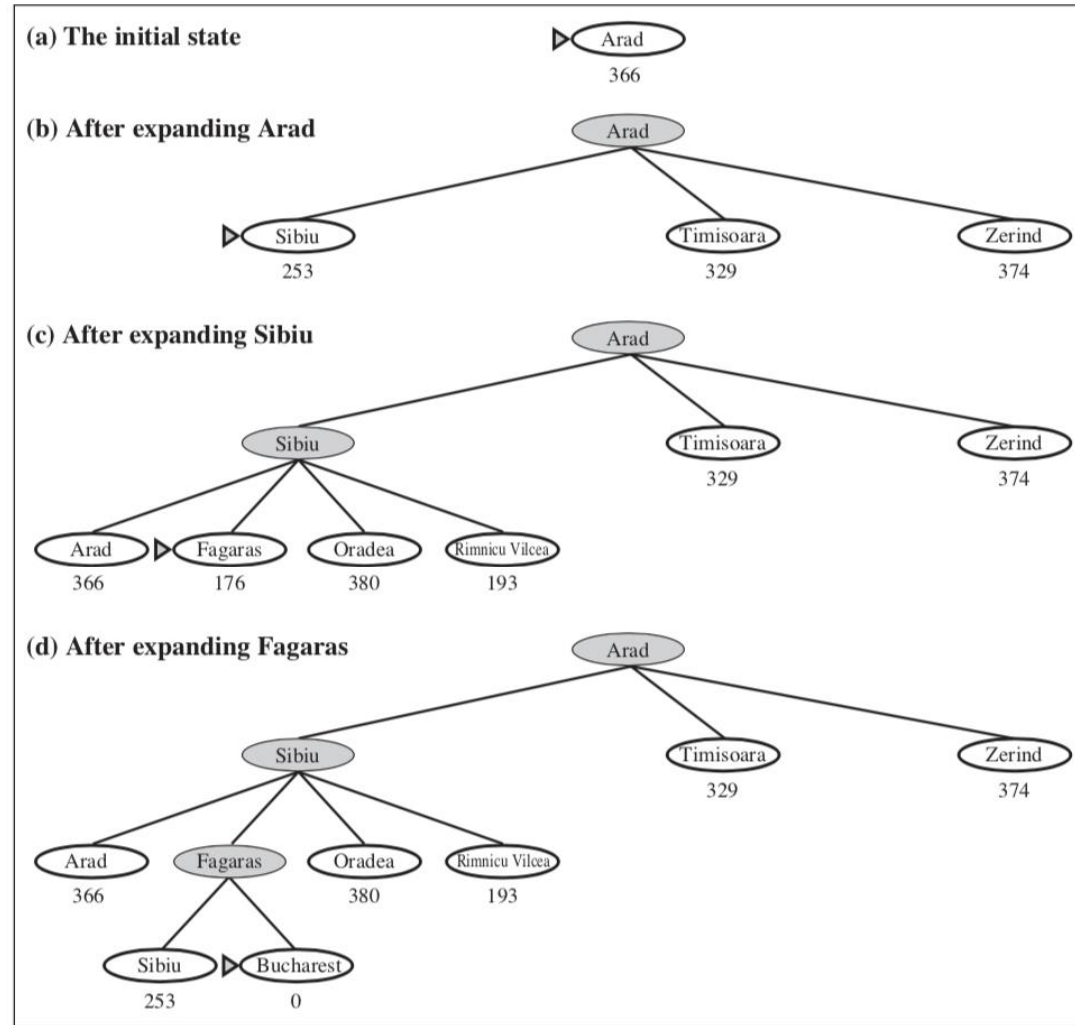 (a) The initial state
Arad
366
(b) After expanding Arad
Arad
Sibiu
Timisoara
Zerind
253
329
374
(c) After expanding Sibiu
Arad
Sibiu
Timisoara
Zerind
329
374
Arad
Fagaras
Oradea
Rimnicu Vilcea
366
176
380
193
(d) After expanding Fagaras
Arad
Sibiu
Timisoara
Zerind
329
374
Arad
Fagaras
Oradea
Rimnicu Vilcea
366
380
193
Sibiu
Bucharest
253
0